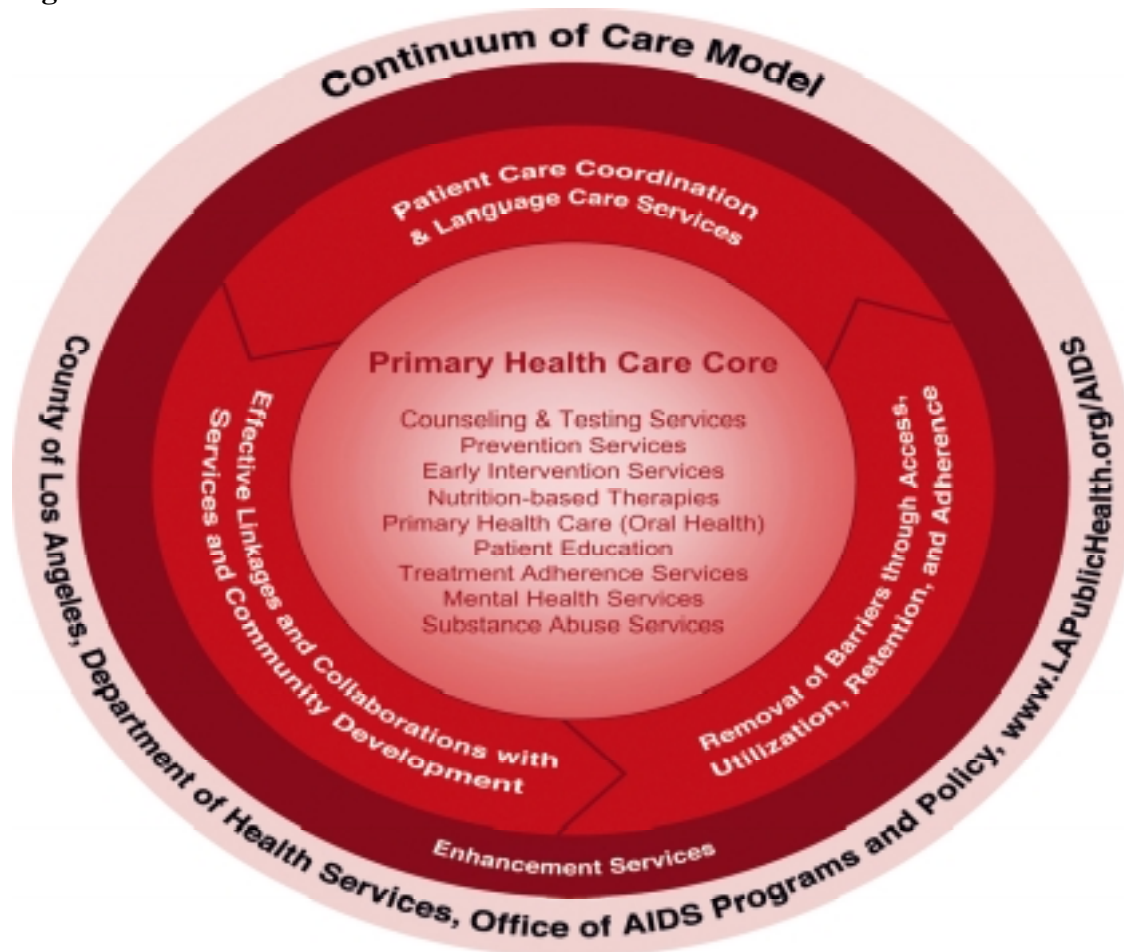 Continuum of Care Model
Patient Care Coordination
& Language Care Services
Primary Health Care Core
Counseling & Testing Services
Prevention Services
Early Intervention Services
Nutrition-based Therapies
Primary Health Care (Oral Health)
Patient Education
Treatment Adherence Services
Mental Health Services
Substance Abuse Services
Effective Linkages and Collaborations with
Services and Community Development
Removal of Barriers through Access,
Utilization, Retention, and Adherence
Enhancement Services
County of Los Angeles, Department of Health Services, Office of AIDS Programs and Policy, www.LAPublicHealth.org/AIDS